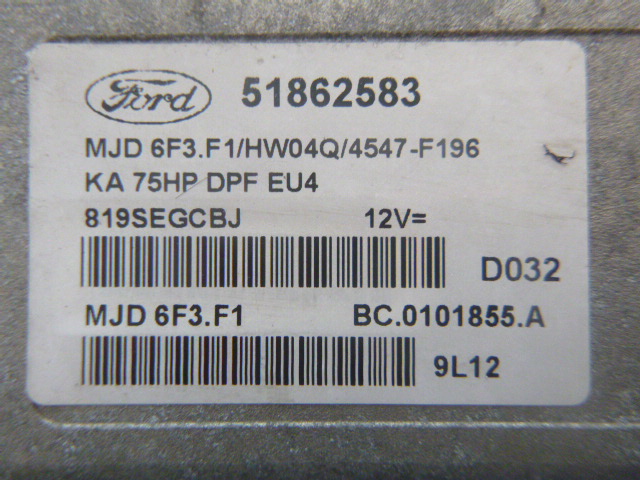 Ford 51862583
MJD 6F3.F1/HW04Q/4547-F196
KA 75HP DPF EU4
819SEGCBJ 12V=
D032
MJD 6F3.F1 BC.0101855.A
9L12